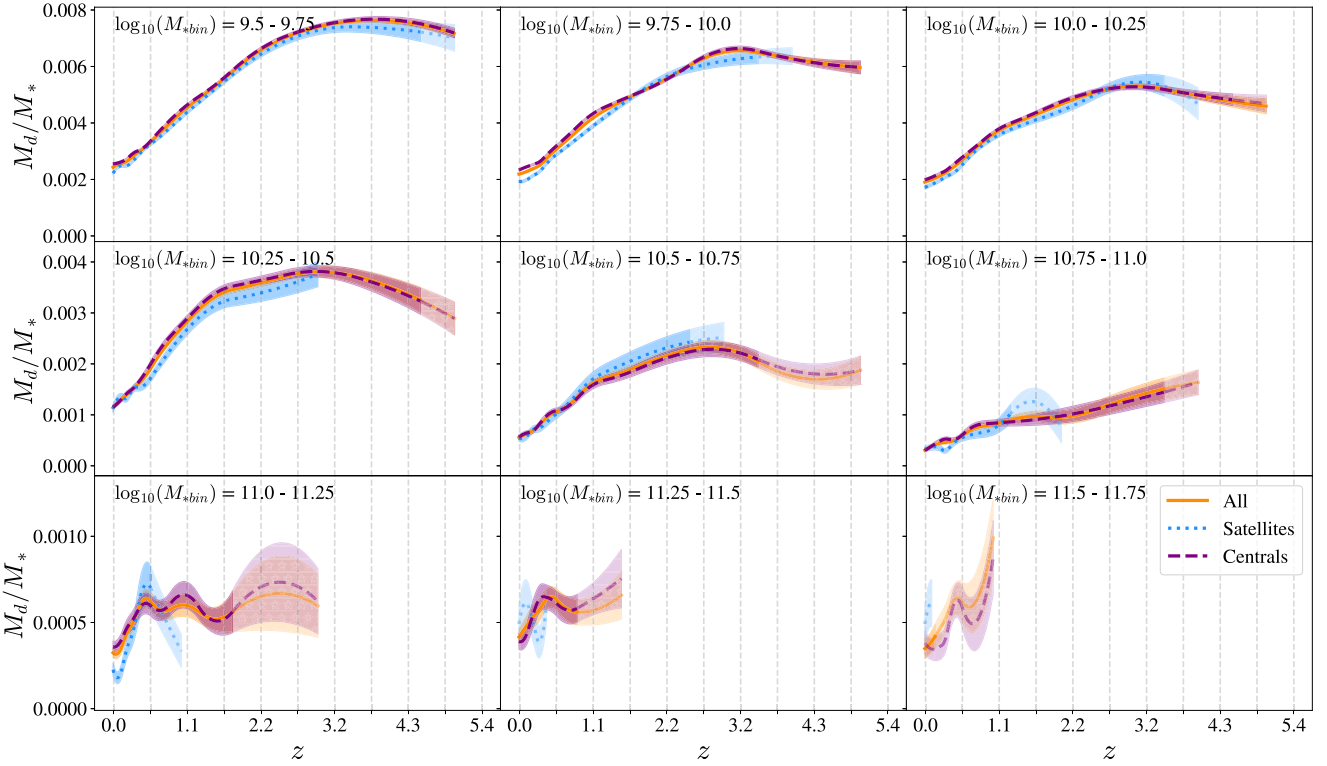 log₁₀(M∗bin) = 9.5 - 9.75
log₁₀(M∗bin) = 9.75 - 10.0
log₁₀(M∗bin) = 10.0 - 10.25
0.008
0.006
0.004
0.002
0.000
M_d/M_*
log₁₀(M∗bin) = 10.25 - 10.5
log₁₀(M∗bin) = 10.5 - 10.75
log₁₀(M∗bin) = 10.75 - 11.0
0.004
0.003
0.002
0.001
0.000
M_d/M_*
log₁₀(M∗bin) = 11.0 - 11.25
log₁₀(M∗bin) = 11.25 - 11.5
log₁₀(M∗bin) = 11.5 - 11.75
All
Satellites
Centrals
0.0010
0.0005
0.0000
M_d/M_*
0.0 1.1 2.2 3.2 4.3 5.4
0.0 1.1 2.2 3.2 4.3 5.4
0.0 1.1 2.2 3.2 4.3 5.4
z
z
z